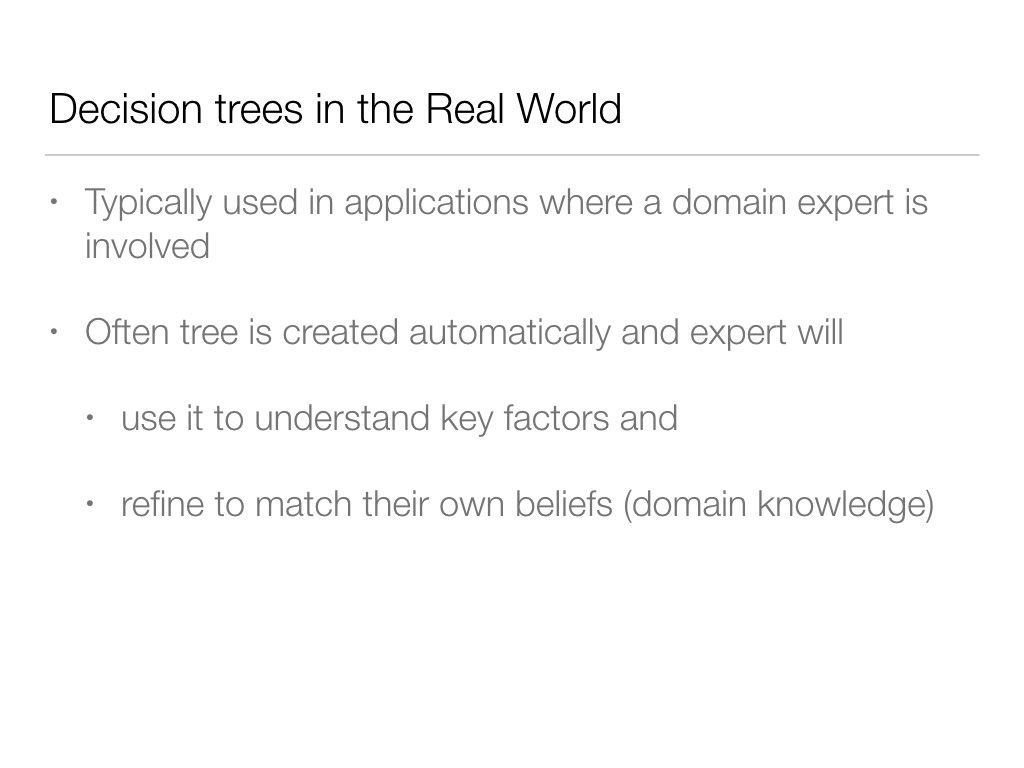 Decision trees in the Real World
• Typically used in applications where a domain expert is
involved
• Often tree is created automatically and expert will
• use it to understand key factors and
• refine to match their own beliefs (domain knowledge)